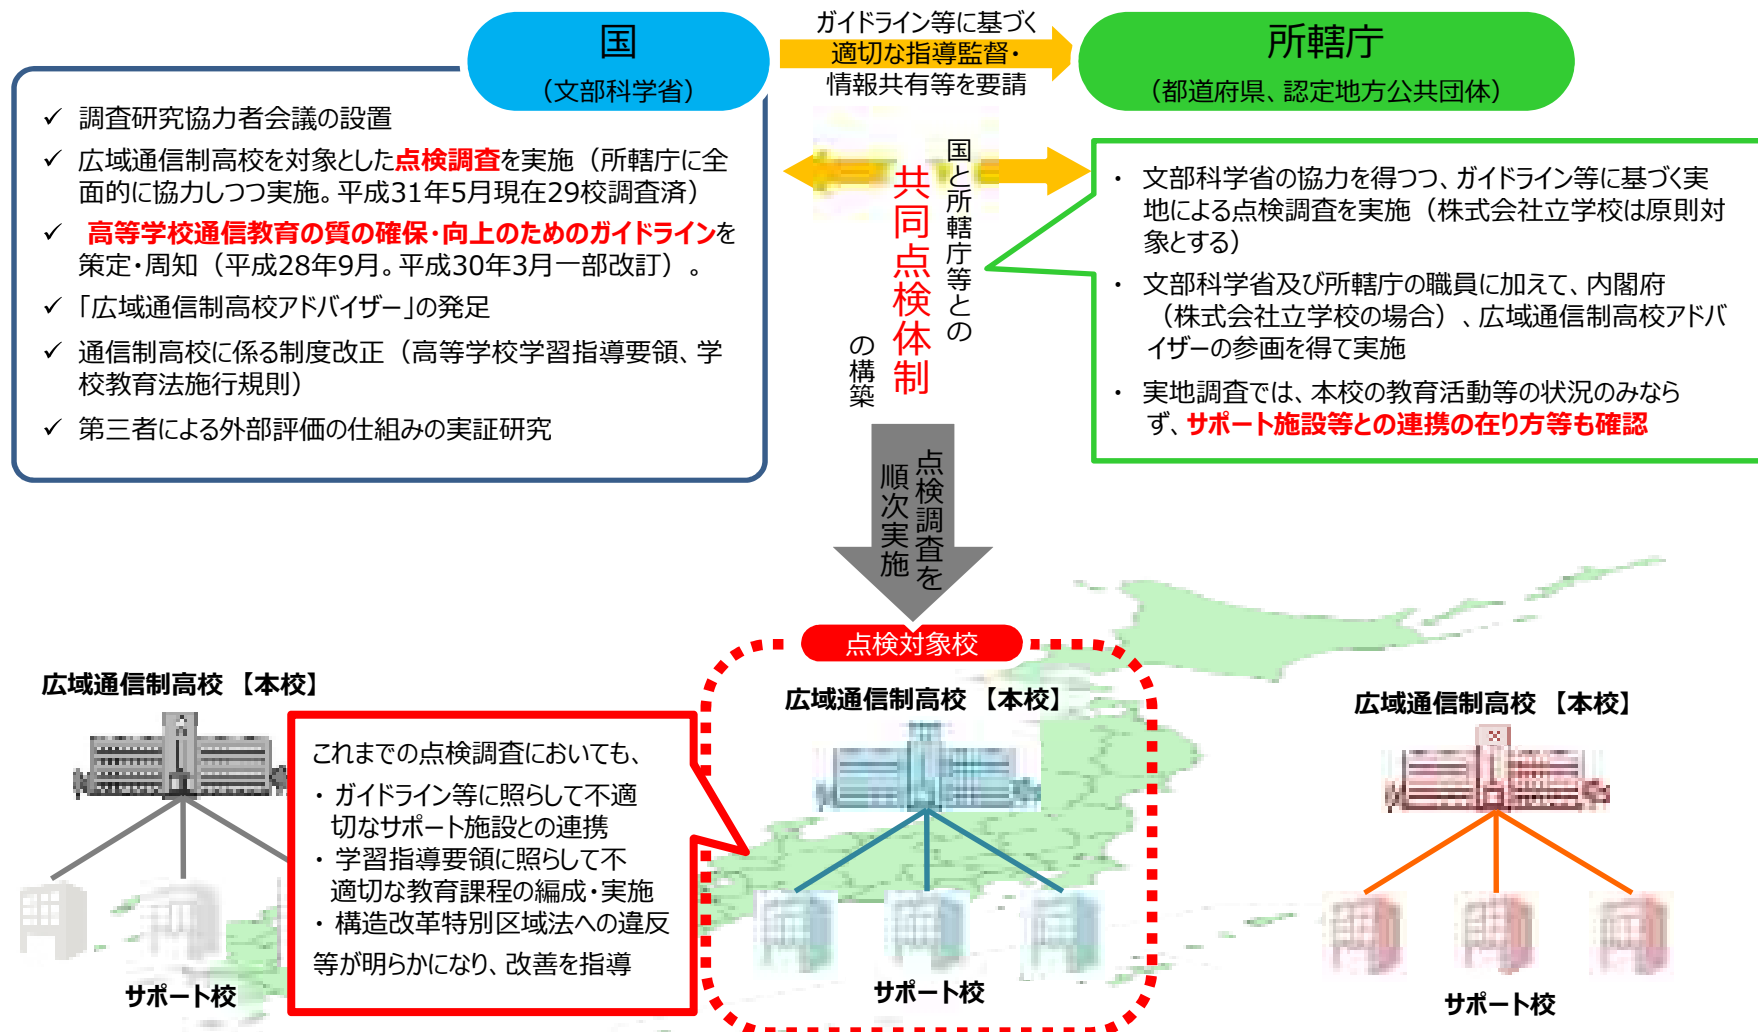 国
（文部科学省）
ガイドライン等に基づく
適切な指導監督・
情報共有等を要請
所轄庁
（都道府県、認定地方公共団体）
✓ 調査研究協力者会議の設置
✓ 広域通信制高校を対象とした点検調査を実施（所轄庁に全
面的に協力しつつ実施。平成31年5月現在29校調査済）
✓ 高等学校通信教育の質の確保・向上のためのガイドラインを
策定・周知（平成28年9月。平成30年3月一部改訂）。
✓ 「広域通信制高校アドバイザー」の発足
✓ 通信制高校に係る制度改正（高等学校学習指導要領、学
校教育法施行規則）
✓ 第三者による外部評価の仕組みの実証研究
国と所轄庁等との
共同点検体制
の構築
・ 文部科学省の協力を得つつ、ガイドライン等に基づく実
地による点検調査を実施（株式会社立学校は原則対
象とする）
・ 文部科学省及び所轄庁の職員に加えて、内閣府
（株式会社立学校の場合）、広域通信制高校アドバ
イザーの参画を得て実施
・ 実地調査では、本校の教育活動等の状況のみなら
ず、サポート施設等との連携の在り方等も確認
点検調査を
順次実施
点検対象校
広域通信制高校 【本校】
サポート校
これまでの点検調査においても、
・ ガイドライン等に照らして不適
切なサポート施設との連携
・ 学習指導要領に照らして不
適切な教育課程の編成・実施
・ 構造改革特別区域法への違反
等が明らかになり、改善を指導
広域通信制高校 【本校】
サポート校
広域通信制高校 【本校】
サポート校